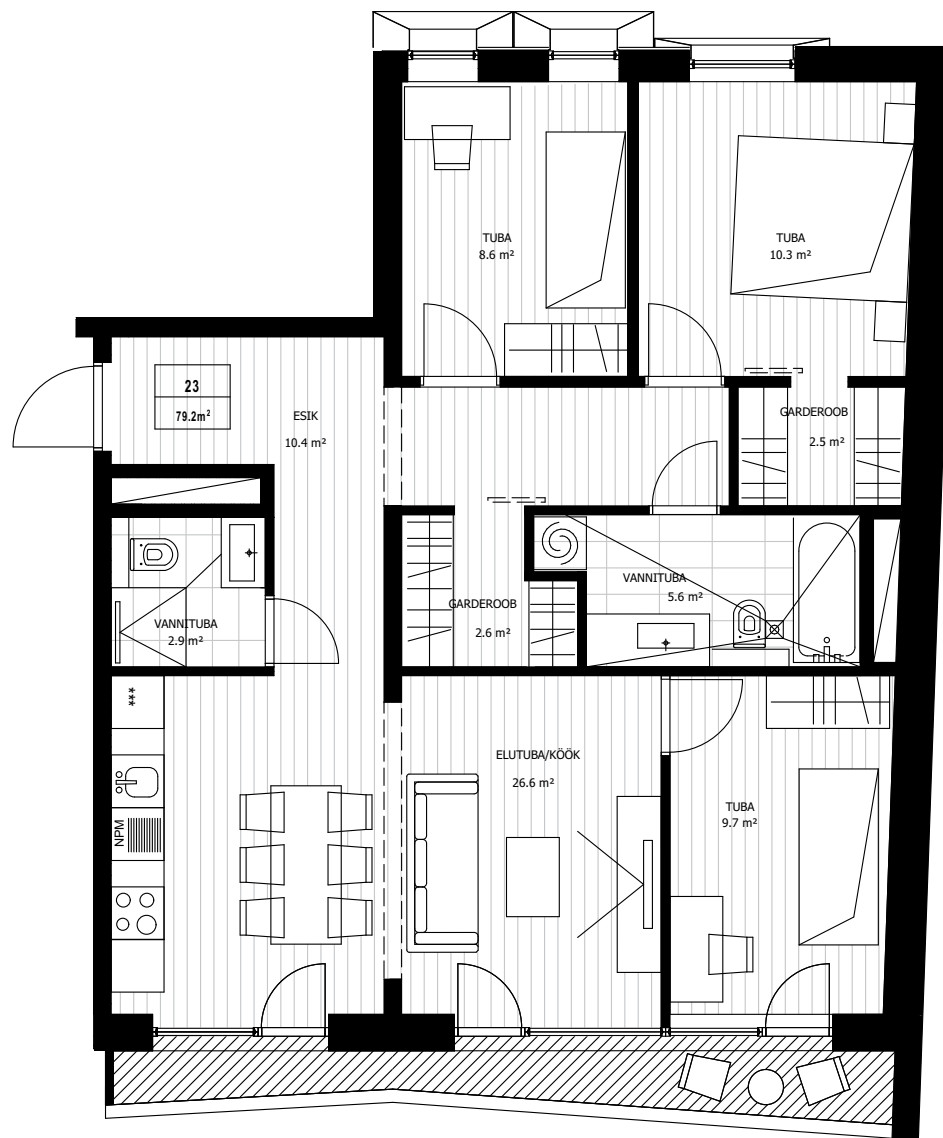 TUBA
8.6 m²
TUBA
10.3 m²
23
79.2m²
ESIK
10.4 m²
GARDEROOB
2.5 m²
VANNITUBA
5.6 m²
GARDEROOB
2.6 m²
VANNITUBA
2.9 m²
***
ELUTUBA/KÖÖK
26.6 m²
NPM
TUBA
9.7 m²